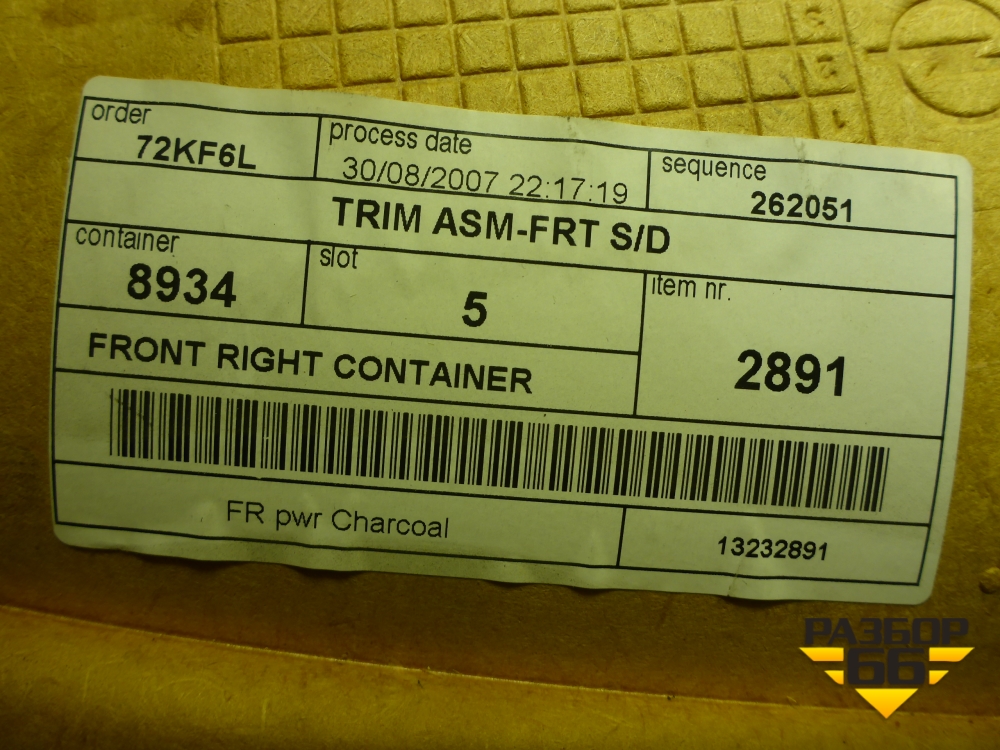 order
72KF6L
process date
30/08/2007 22:17:19
sequence
262051
TRIM ASM-FRT S/D
container
8934
slot
5
item nr.
2891
FRONT RIGHT CONTAINER
FR pwr Charcoal
13232891
РАЗБОР
66